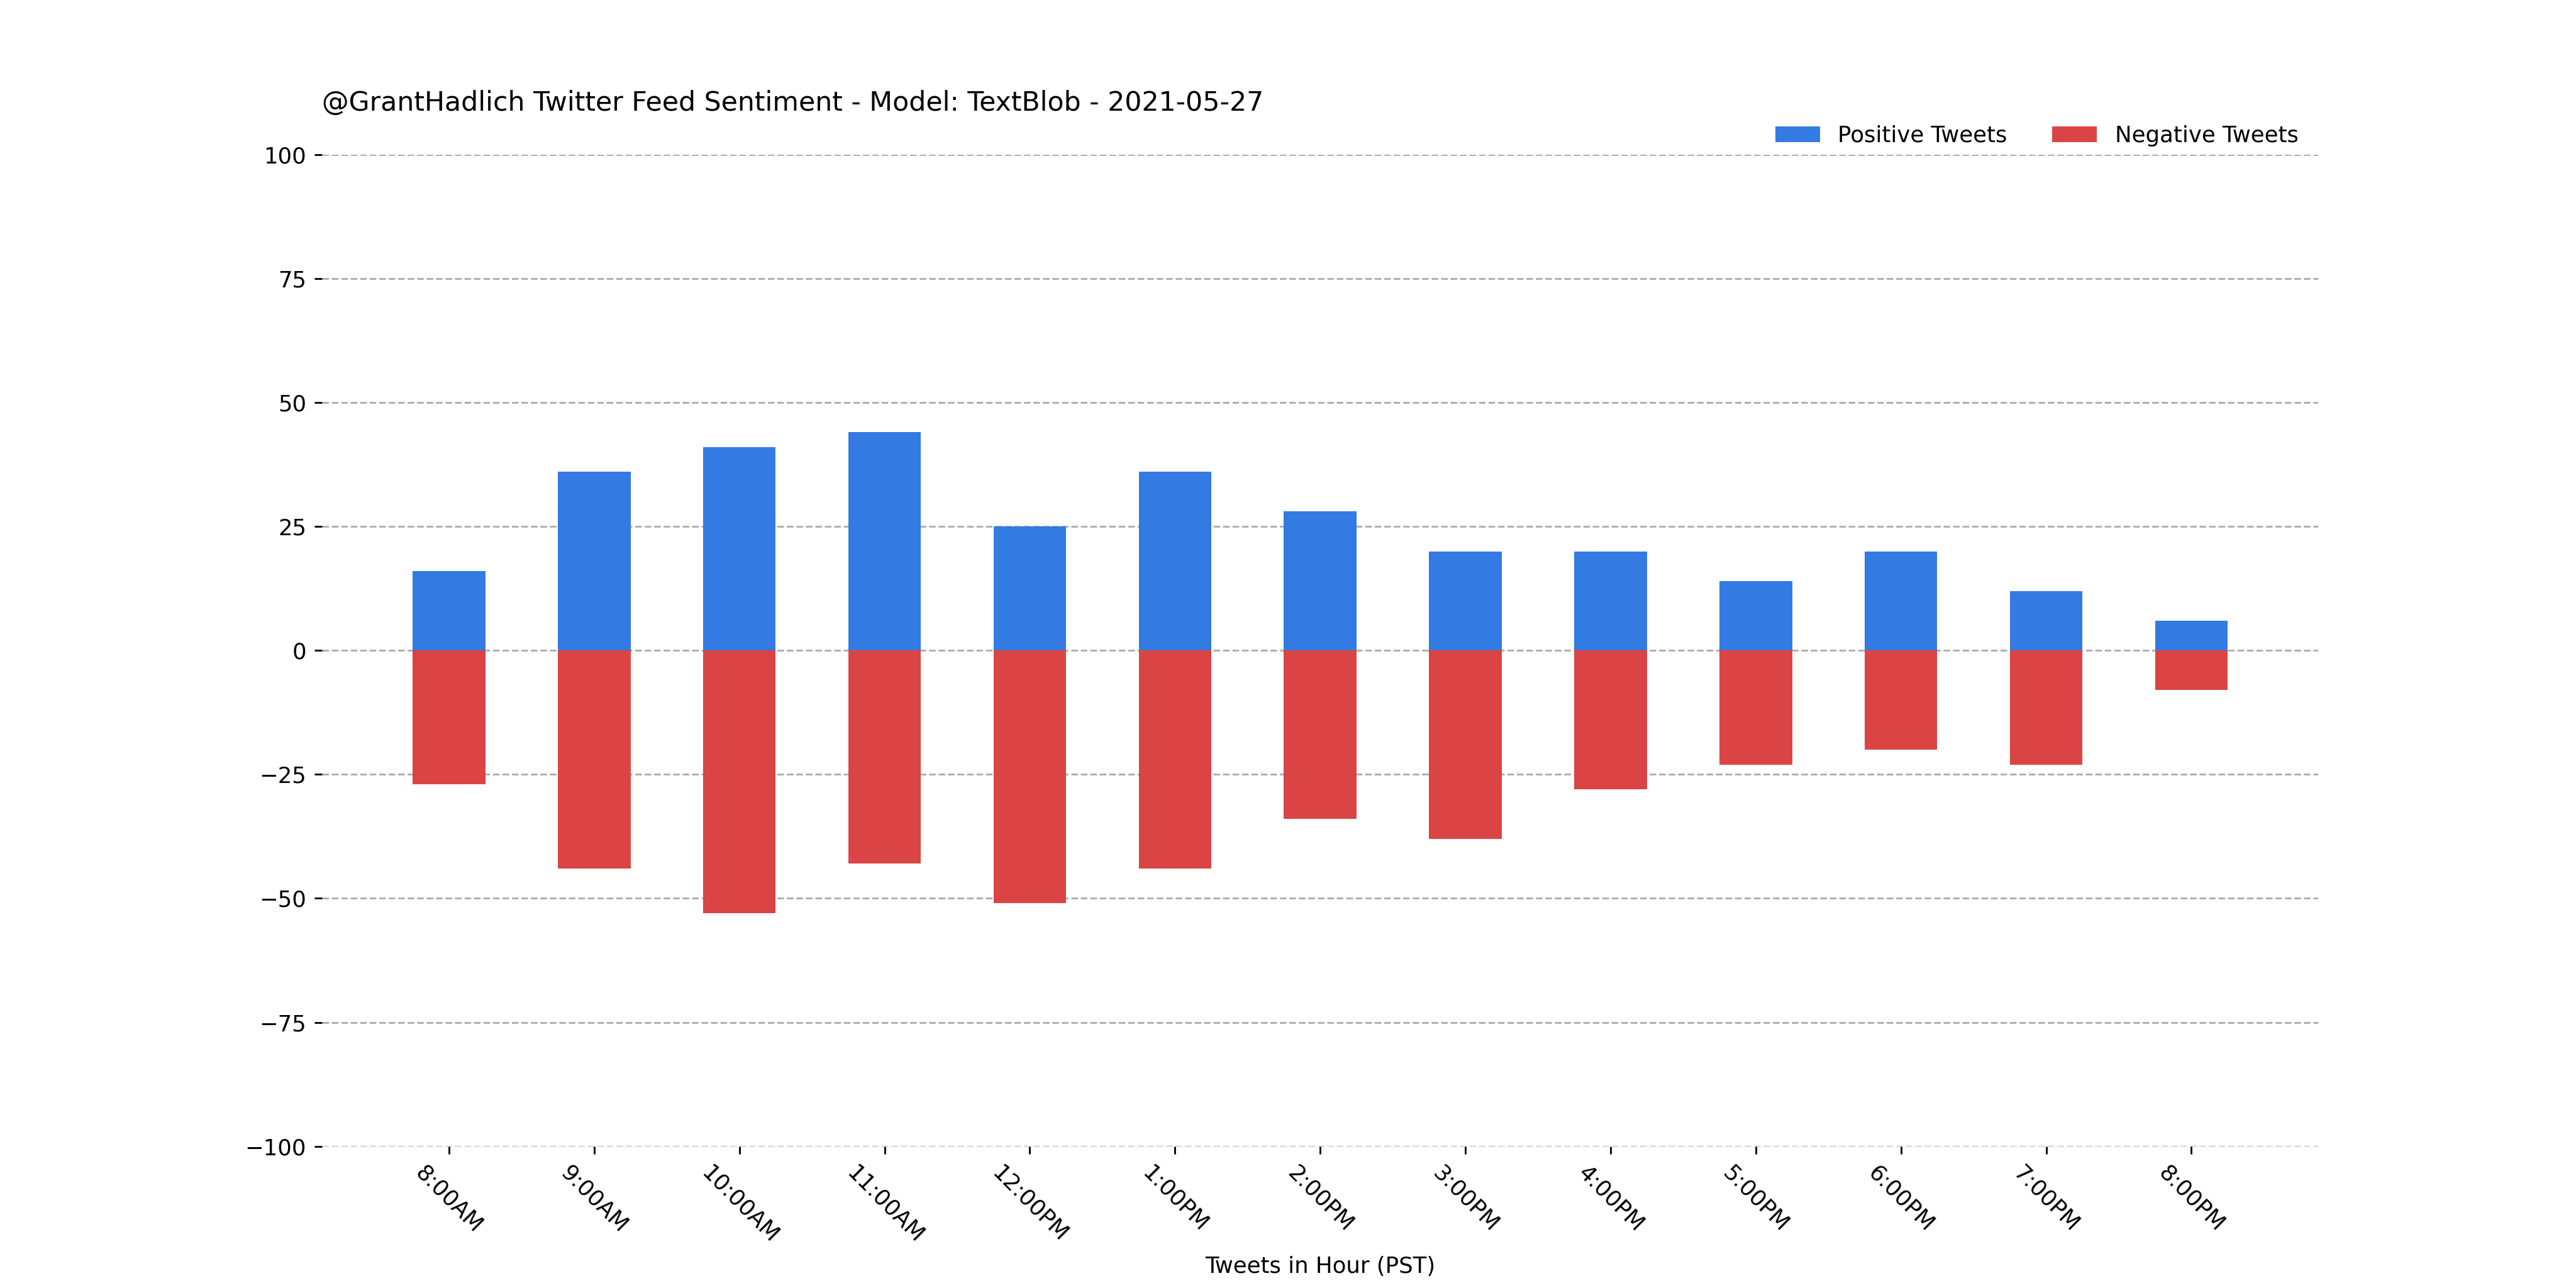 @GrantHadlich Twitter Feed Sentiment - Model: TextBlob - 2021-05-27
Positive Tweets
Negative Tweets
100
75
50
25
0
−25
−50
−75
−100
8:00AM
9:00AM
10:00AM
11:00AM
12:00PM
1:00PM
2:00PM
3:00PM
4:00PM
5:00PM
6:00PM
7:00PM
8:00PM
Tweets in Hour (PST)